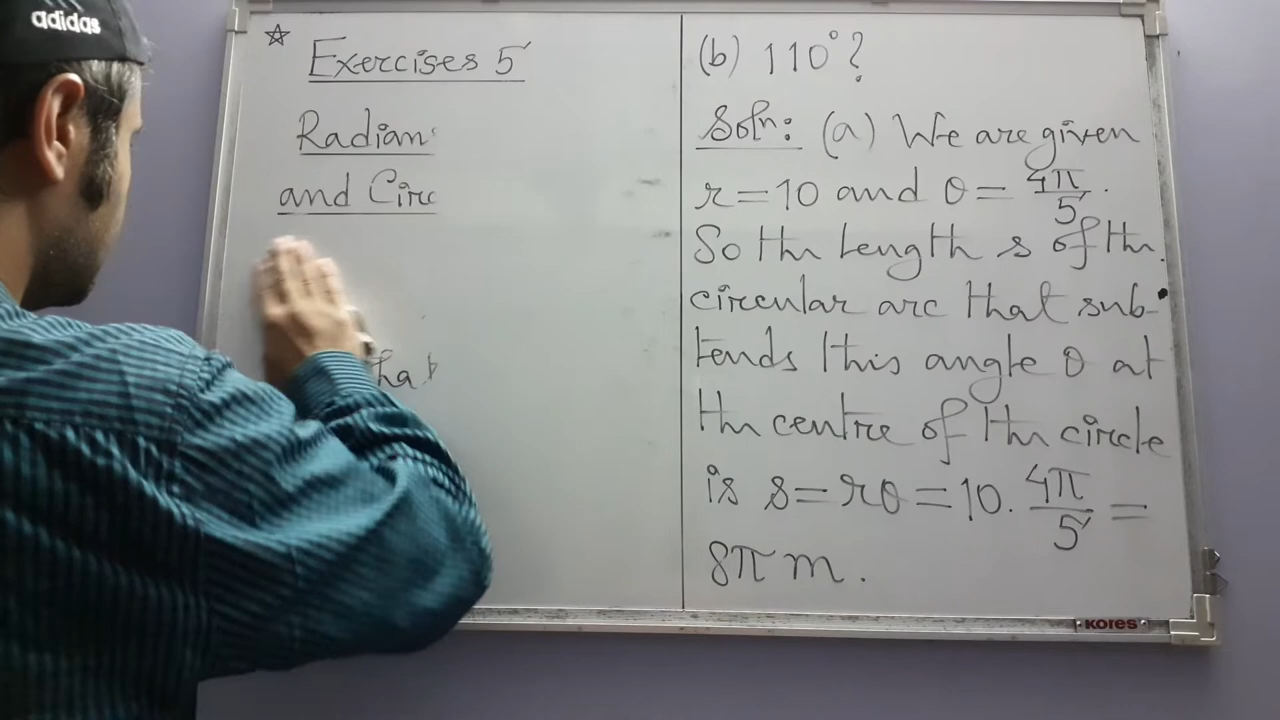 adidas
Exercises 5
Radian
and Circ
(b) 110°?
Soln: (a) We are given
r = 10 and θ = 4π/5.
So the length s of the
circular arc that sub-
tends this angle θ at
the centre of the circle
is s = rθ = 10. 4π/5 =
8π m.
KORES